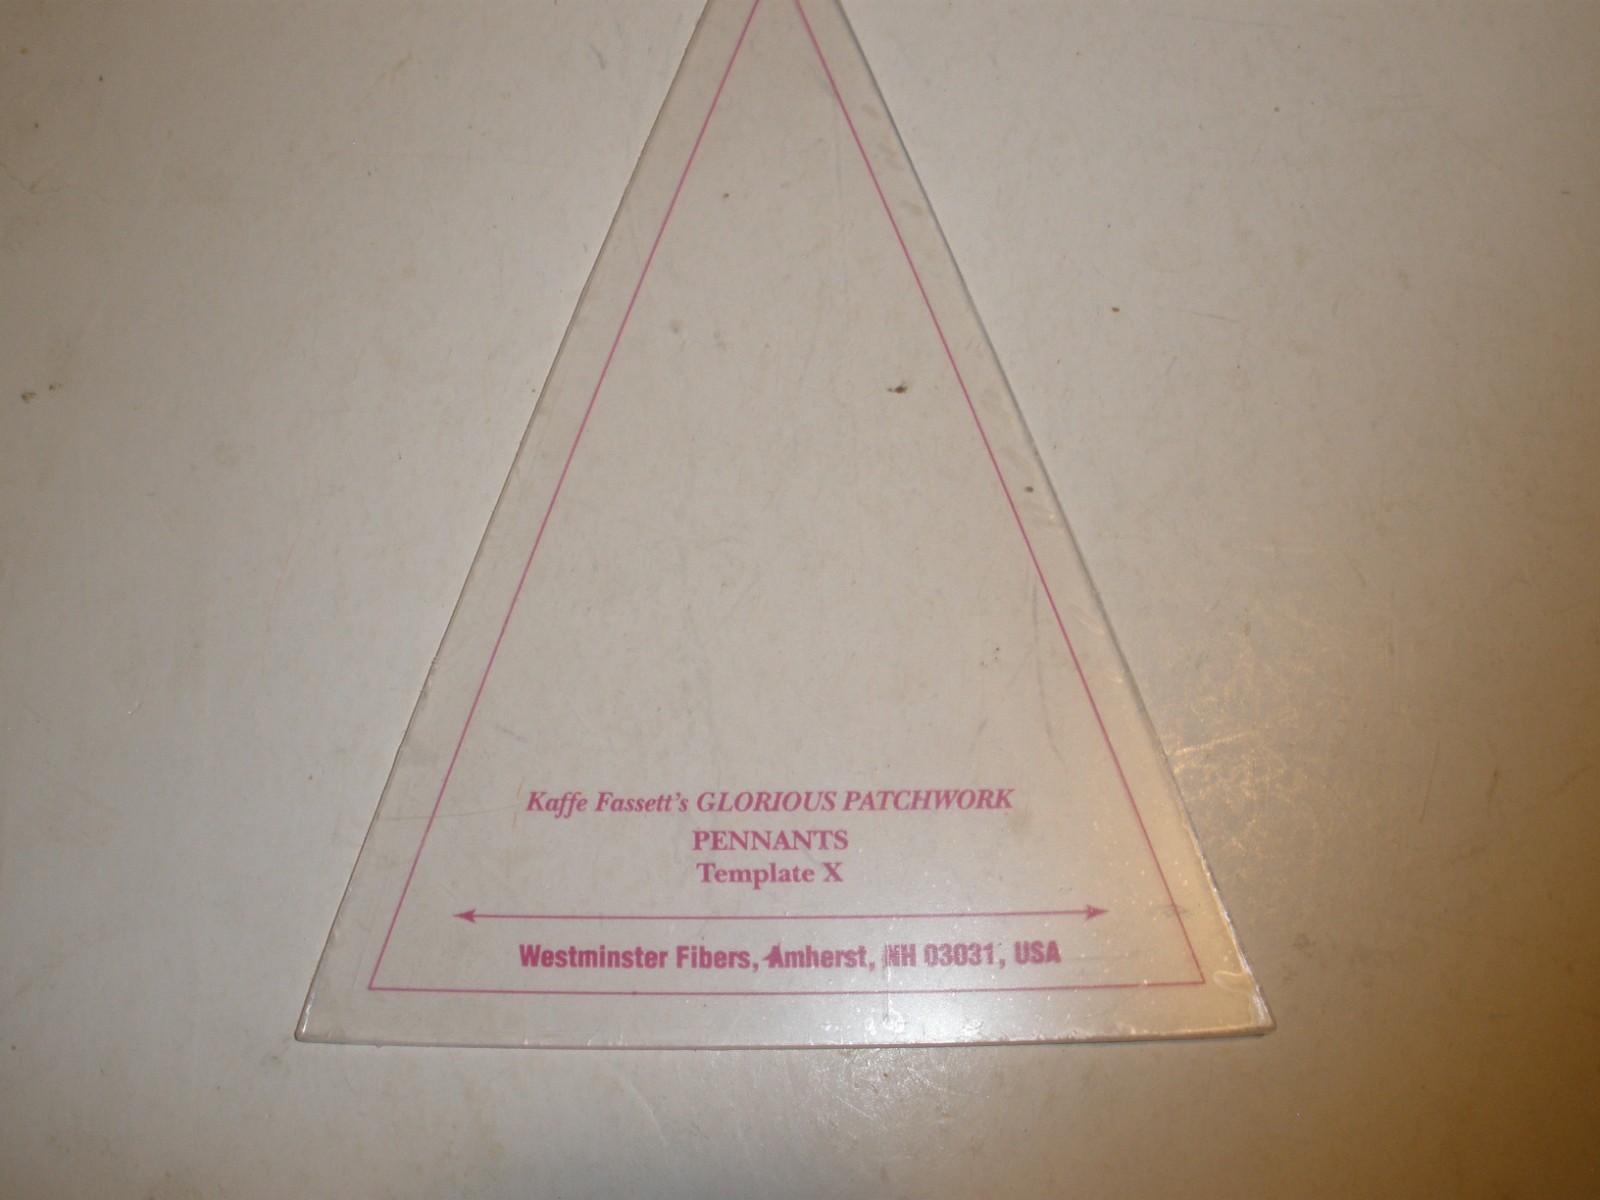 Kaffe Fassett's GLORIOUS PATCHWORK
PENNANTS
Template X
Westminster Fibers, Amherst, NH 03031, USA